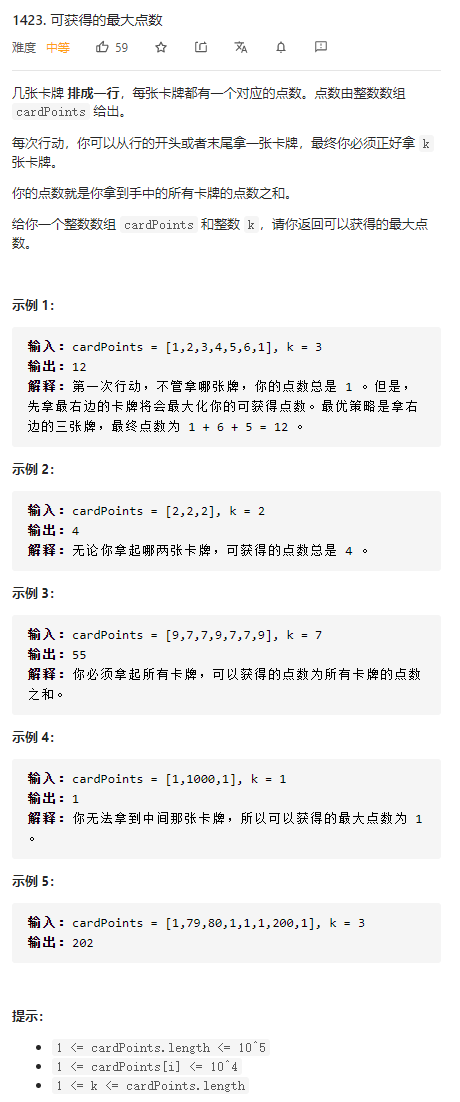 1423. 可获得的最大点数
难度 中等 59
几张卡牌 排成一行，每张卡牌都有一个对应的点数。点数由整数数组
cardPoints 给出。
每次行动，你可以从行的开头或者末尾拿一张卡牌，最终你必须正好拿 k
张卡牌。
你的点数就是你拿到手中的所有卡牌的点数之和。
给你一个整数数组 cardPoints 和整数 k，请你返回可以获得的最大点
数。
示例 1：
输入：cardPoints = [1,2,3,4,5,6,1], k = 3
输出：12
解释：第一次行动，不管拿哪张牌，你的点数总是 1 。但是，
先拿最右边的卡牌将会最大化你的可获得点数。最优策略是拿右
边的三张牌，最终点数为 1 + 6 + 5 = 12 。
示例 2：
输入：cardPoints = [2,2,2], k = 2
输出：4
解释：无论你拿起哪两张卡牌，可获得的点数总是 4 。
示例 3：
输入：cardPoints = [9,7,7,9,7,7,9], k = 7
输出：55
解释：你必须拿起所有卡牌，可以获得的点数为所有卡牌的点数
之和。
示例 4：
输入：cardPoints = [1,1000,1], k = 1
输出：1
解释：你无法拿到中间那张卡牌，所以可以获得的最大点数为 1
。
示例 5：
输入：cardPoints = [1,79,80,1,1,1,200,1], k = 3
输出：202
提示：
1 <= cardPoints.length <= 10^5
1 <= cardPoints[i] <= 10^4
1 <= k <= cardPoints.length